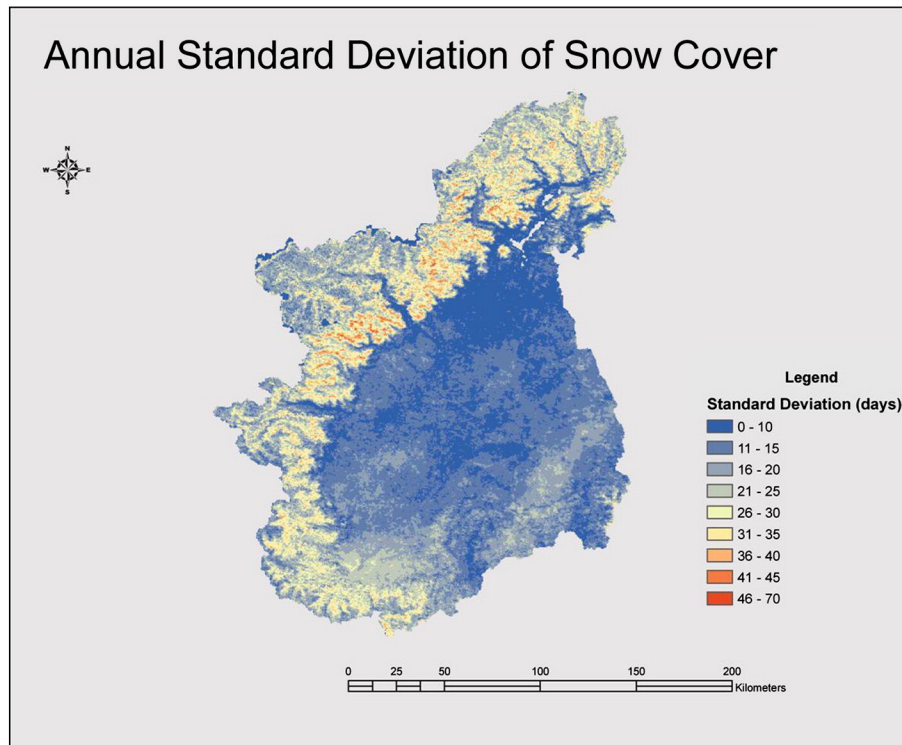 Annual Standard Deviation of Snow Cover
N
W E
S
Legend
Standard Deviation (days)
0 - 10
11 - 15
16 - 20
21 - 25
26 - 30
31 - 35
36 - 40
41 - 45
46 - 70
0 25 50 100 150 200
Kilometers